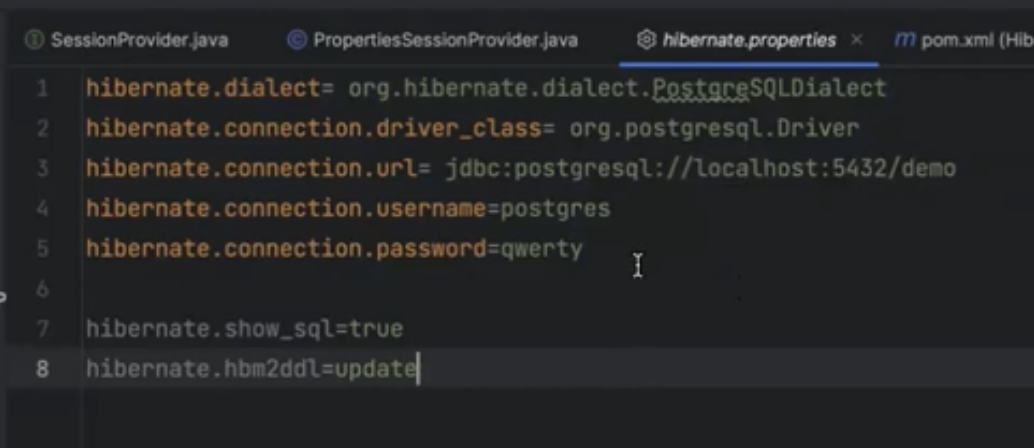 SessionProvider.java PropertiesSessionProvider.java hibernate.properties × pom.xml (Hib
1 hibernate.dialect= org.hibernate.dialect.PostgreSQLDialect
2 hibernate.connection.driver_class= org.postgresql.Driver
3 hibernate.connection.url= jdbc:postgresql://localhost:5432/demo
4 hibernate.connection.username=postgres
5 hibernate.connection.password=qwerty
6
7 hibernate.show_sql=true
8 hibernate.hbm2ddl=update